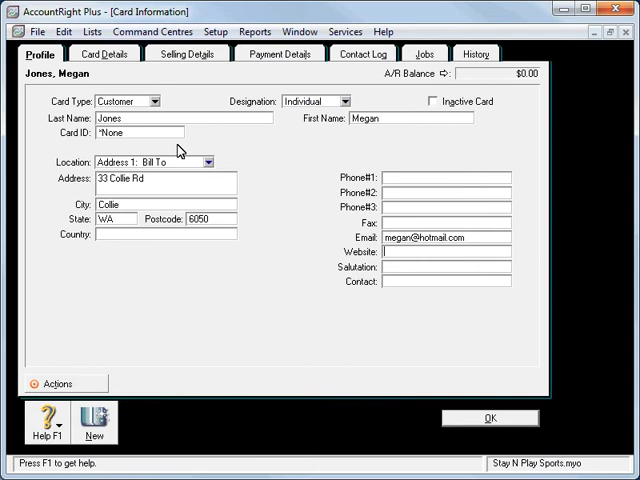 AccountRight Plus - [Card Information]
File Edit Lists Command Centres Setup Reports Window Services Help
Profile Card Details Selling Details Payment Details Contact Log Jobs History
Jones, Megan
A/R Balance $0.00
Card Type: Customer
Designation: Individual
Inactive Card
Last Name: Jones
First Name: Megan
Card ID: *None
Location: Address 1: Bill To
Address: 33 Collie Rd
City: Collie
State: WA Postcode: 6050
Country:
Phone#1:
Phone#2:
Phone#3:
Fax:
Email: megan@hotmail.com
Website:
Salutation:
Contact:
Actions
Help F1 New
OK
Press F1 to get help.
Stay N Play Sports.myo